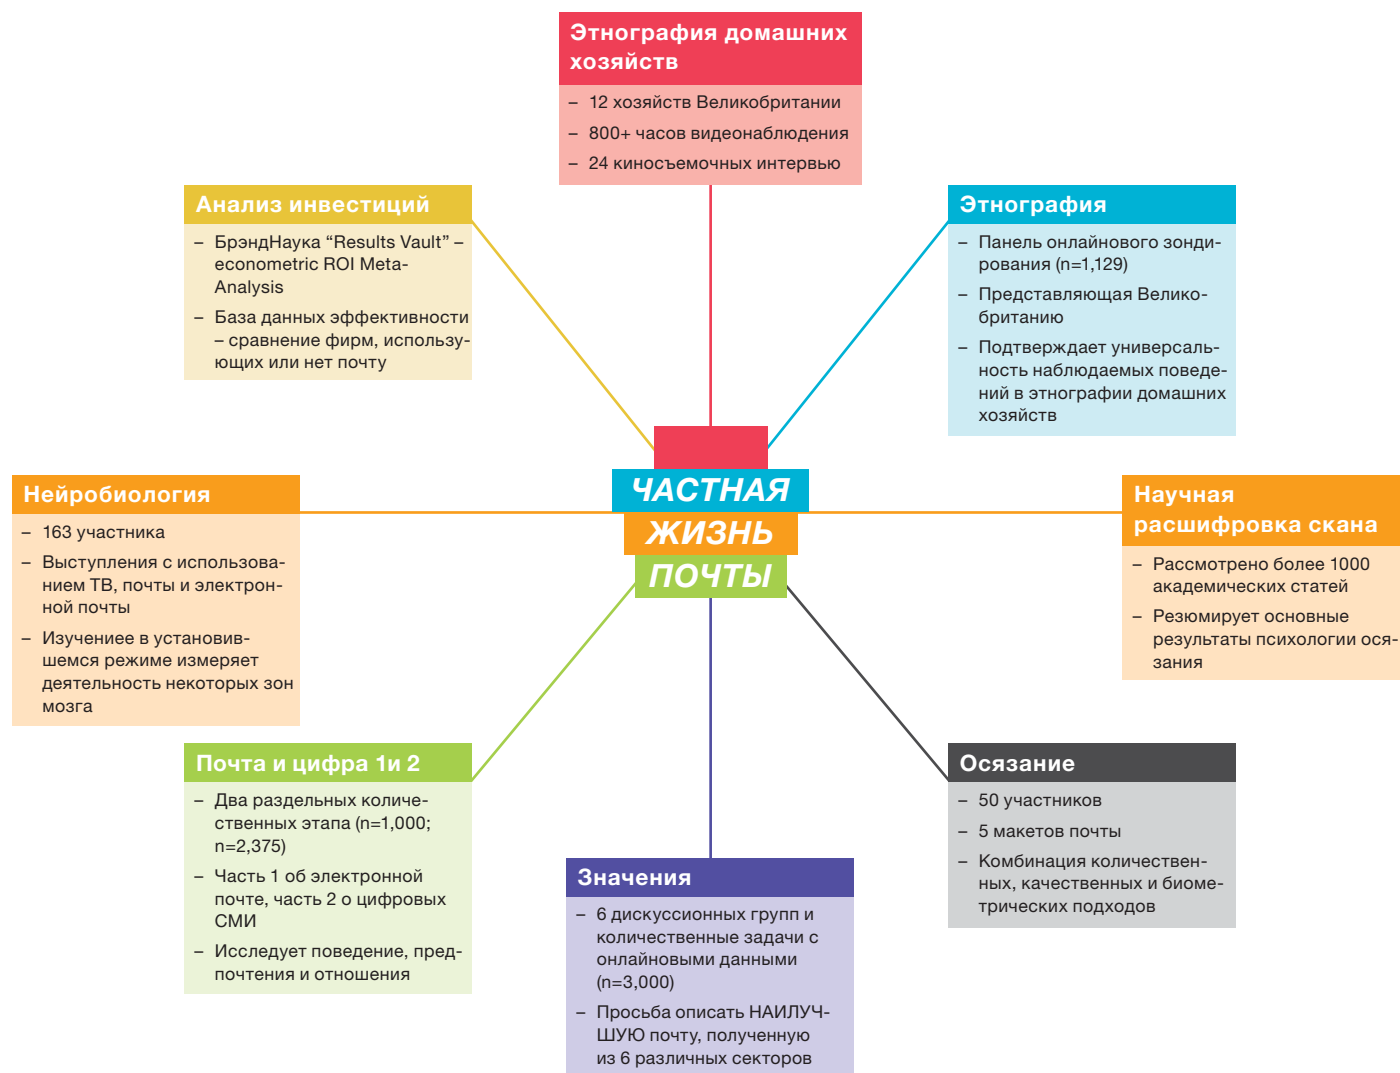 Этнография домашних
хозяйств
– 12 хозяйств Великобритании
– 800+ часов видеонаблюдения
– 24 киносъемочных интервью
Анализ инвестиций
– БрэндНаука “Results Vault” –
econometric ROI Meta-
Analysis
– База данных эффективности
– сравнение фирм, использу-
ющих или нет почту
Этнография
– Панель онлайнового зонди-
рования (n=1,129)
– Представляющая Велико-
британию
– Подтверждает универсаль-
ность наблюдаемых поведе-
ний в этнографии домашних
хозяйств
ЧАСТНАЯ
ЖИЗНЬ
ПОЧТЫ
Нейробиология
– 163 участника
– Выступления с использова-
нием ТВ, почты и электрон-
ной почты
– Изучениее в установив-
шемся режиме измеряет
деятельность некоторых зон
мозга
Научная
расшифровка скана
– Рассмотрено более 1000
академических статей
– Резюмирует основные
результаты психологии ося-
зания
Почта и цифра 1и 2
– Два раздельных количе-
ственных этапа (n=1,000;
n=2,375)
– Часть 1 об электронной
почте, часть 2 о цифровых
СМИ
– Исследует поведение, пред-
почтения и отношения
Значения
– 6 дискуссионных групп и
количественные задачи с
онлайновыми данными
(n=3,000)
– Просьба описать НАИЛУЧ-
ШУЮ почту, полученную
из 6 различных секторов
Осязание
– 50 участников
– 5 макетов почты
– Комбинация количествен-
ных, качественных и биоме-
трических подходов